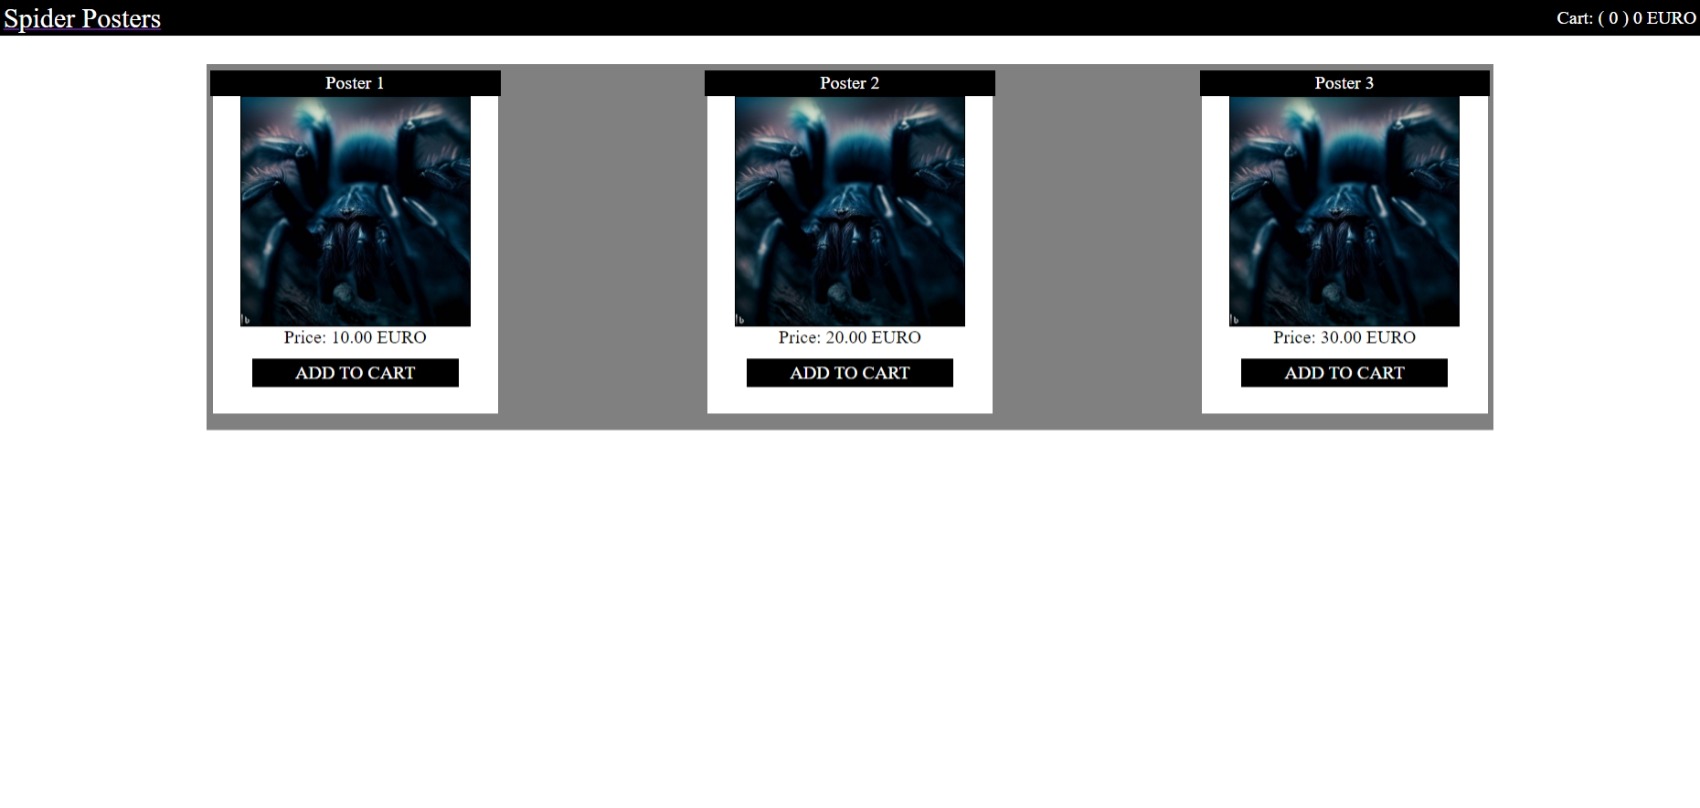 Spider Posters
Cart: ( 0 ) 0 EURO
Poster 1
Poster 2
Poster 3
Price: 10.00 EURO
Price: 20.00 EURO
Price: 30.00 EURO
ADD TO CART
ADD TO CART
ADD TO CART